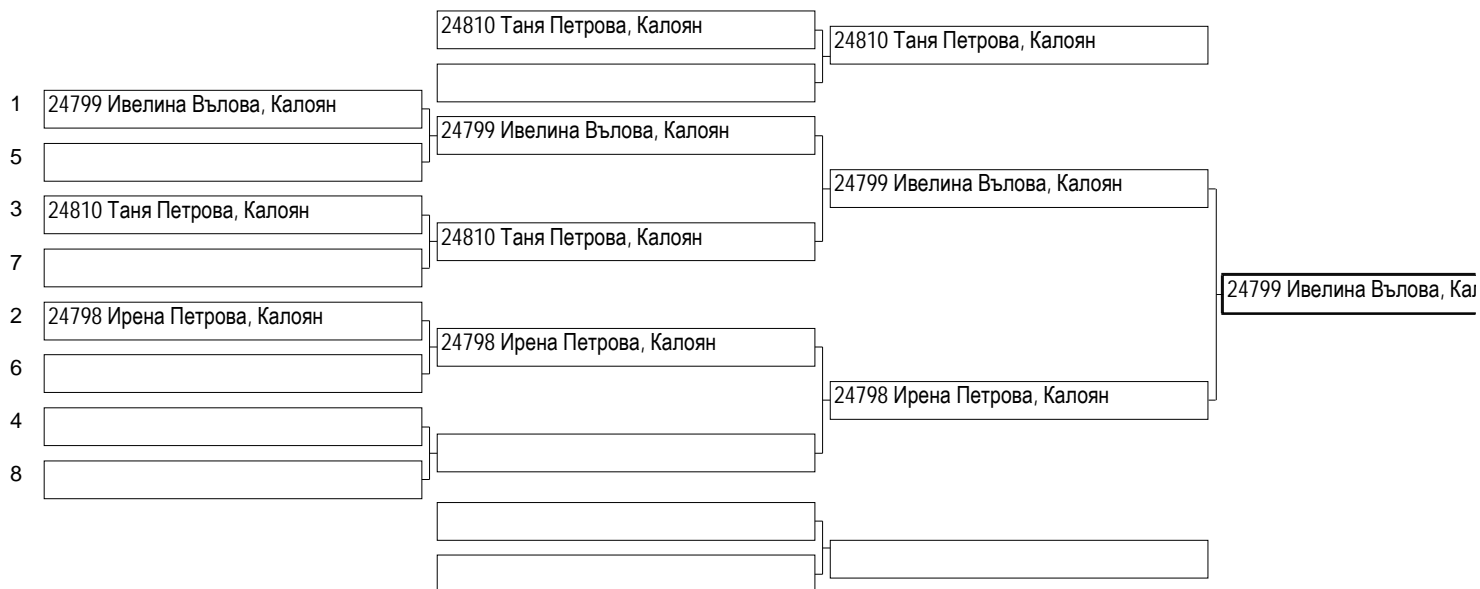 24810 Таня Петрова, Калоян
24810 Таня Петрова, Калоян
1 24799 Ивелина Вълова, Калоян
24799 Ивелина Вълова, Калоян
5
24799 Ивелина Вълова, Калоян
3 24810 Таня Петрова, Калоян
24810 Таня Петрова, Калоян
7
24799 Ивелина Вълова, Кал
2 24798 Ирена Петрова, Калоян
24798 Ирена Петрова, Калоян
6
24798 Ирена Петрова, Калоян
4
8